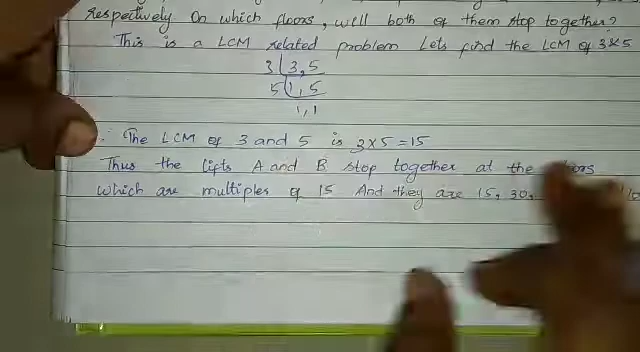 respectively On which floors, will both of them stop together?
This is a LCM related problem Lets find the LCM of 3 & 5
3 3, 5
5 1, 5
1, 1
∴ The LCM of 3 and 5 is 3×5=15
Thus the lifts A and B stop together at the
which are multiples of 15 And they are 15, 30,